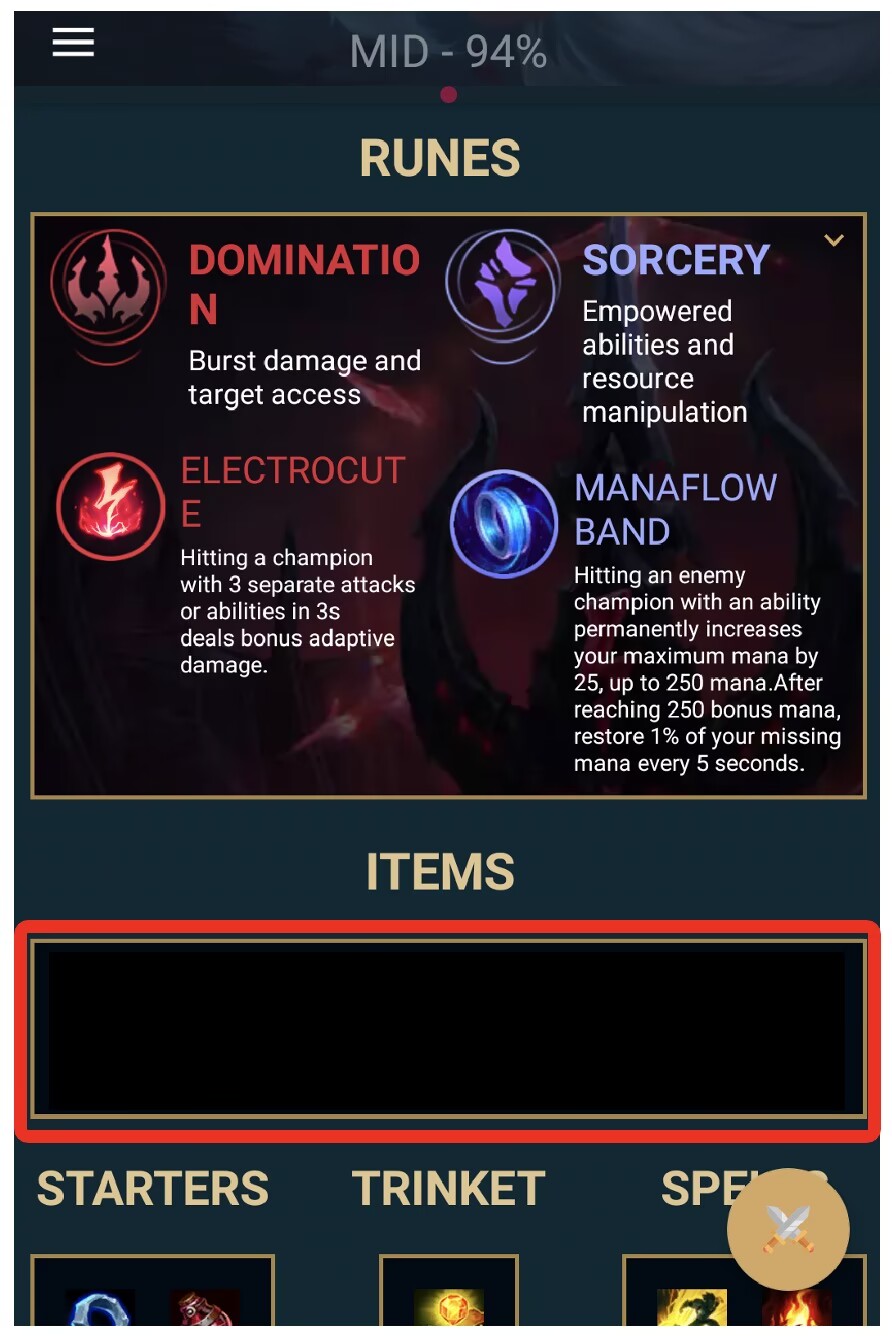 MID - 94%
RUNES
DOMINATIO
N
Burst damage and
target access
SORCERY
Empowered
abilities and
resource
manipulation
ELECTROCUT
E
Hitting a champion
with 3 separate attacks
or abilities in 3s
deals bonus adaptive
damage.
MANAFLOW
BAND
Hitting an enemy
champion with an ability
permanently increases
your maximum mana by
25, up to 250 mana.After
reaching 250 bonus mana,
restore 1% of your missing
mana every 5 seconds.
ITEMS
STARTERS
TRINKET